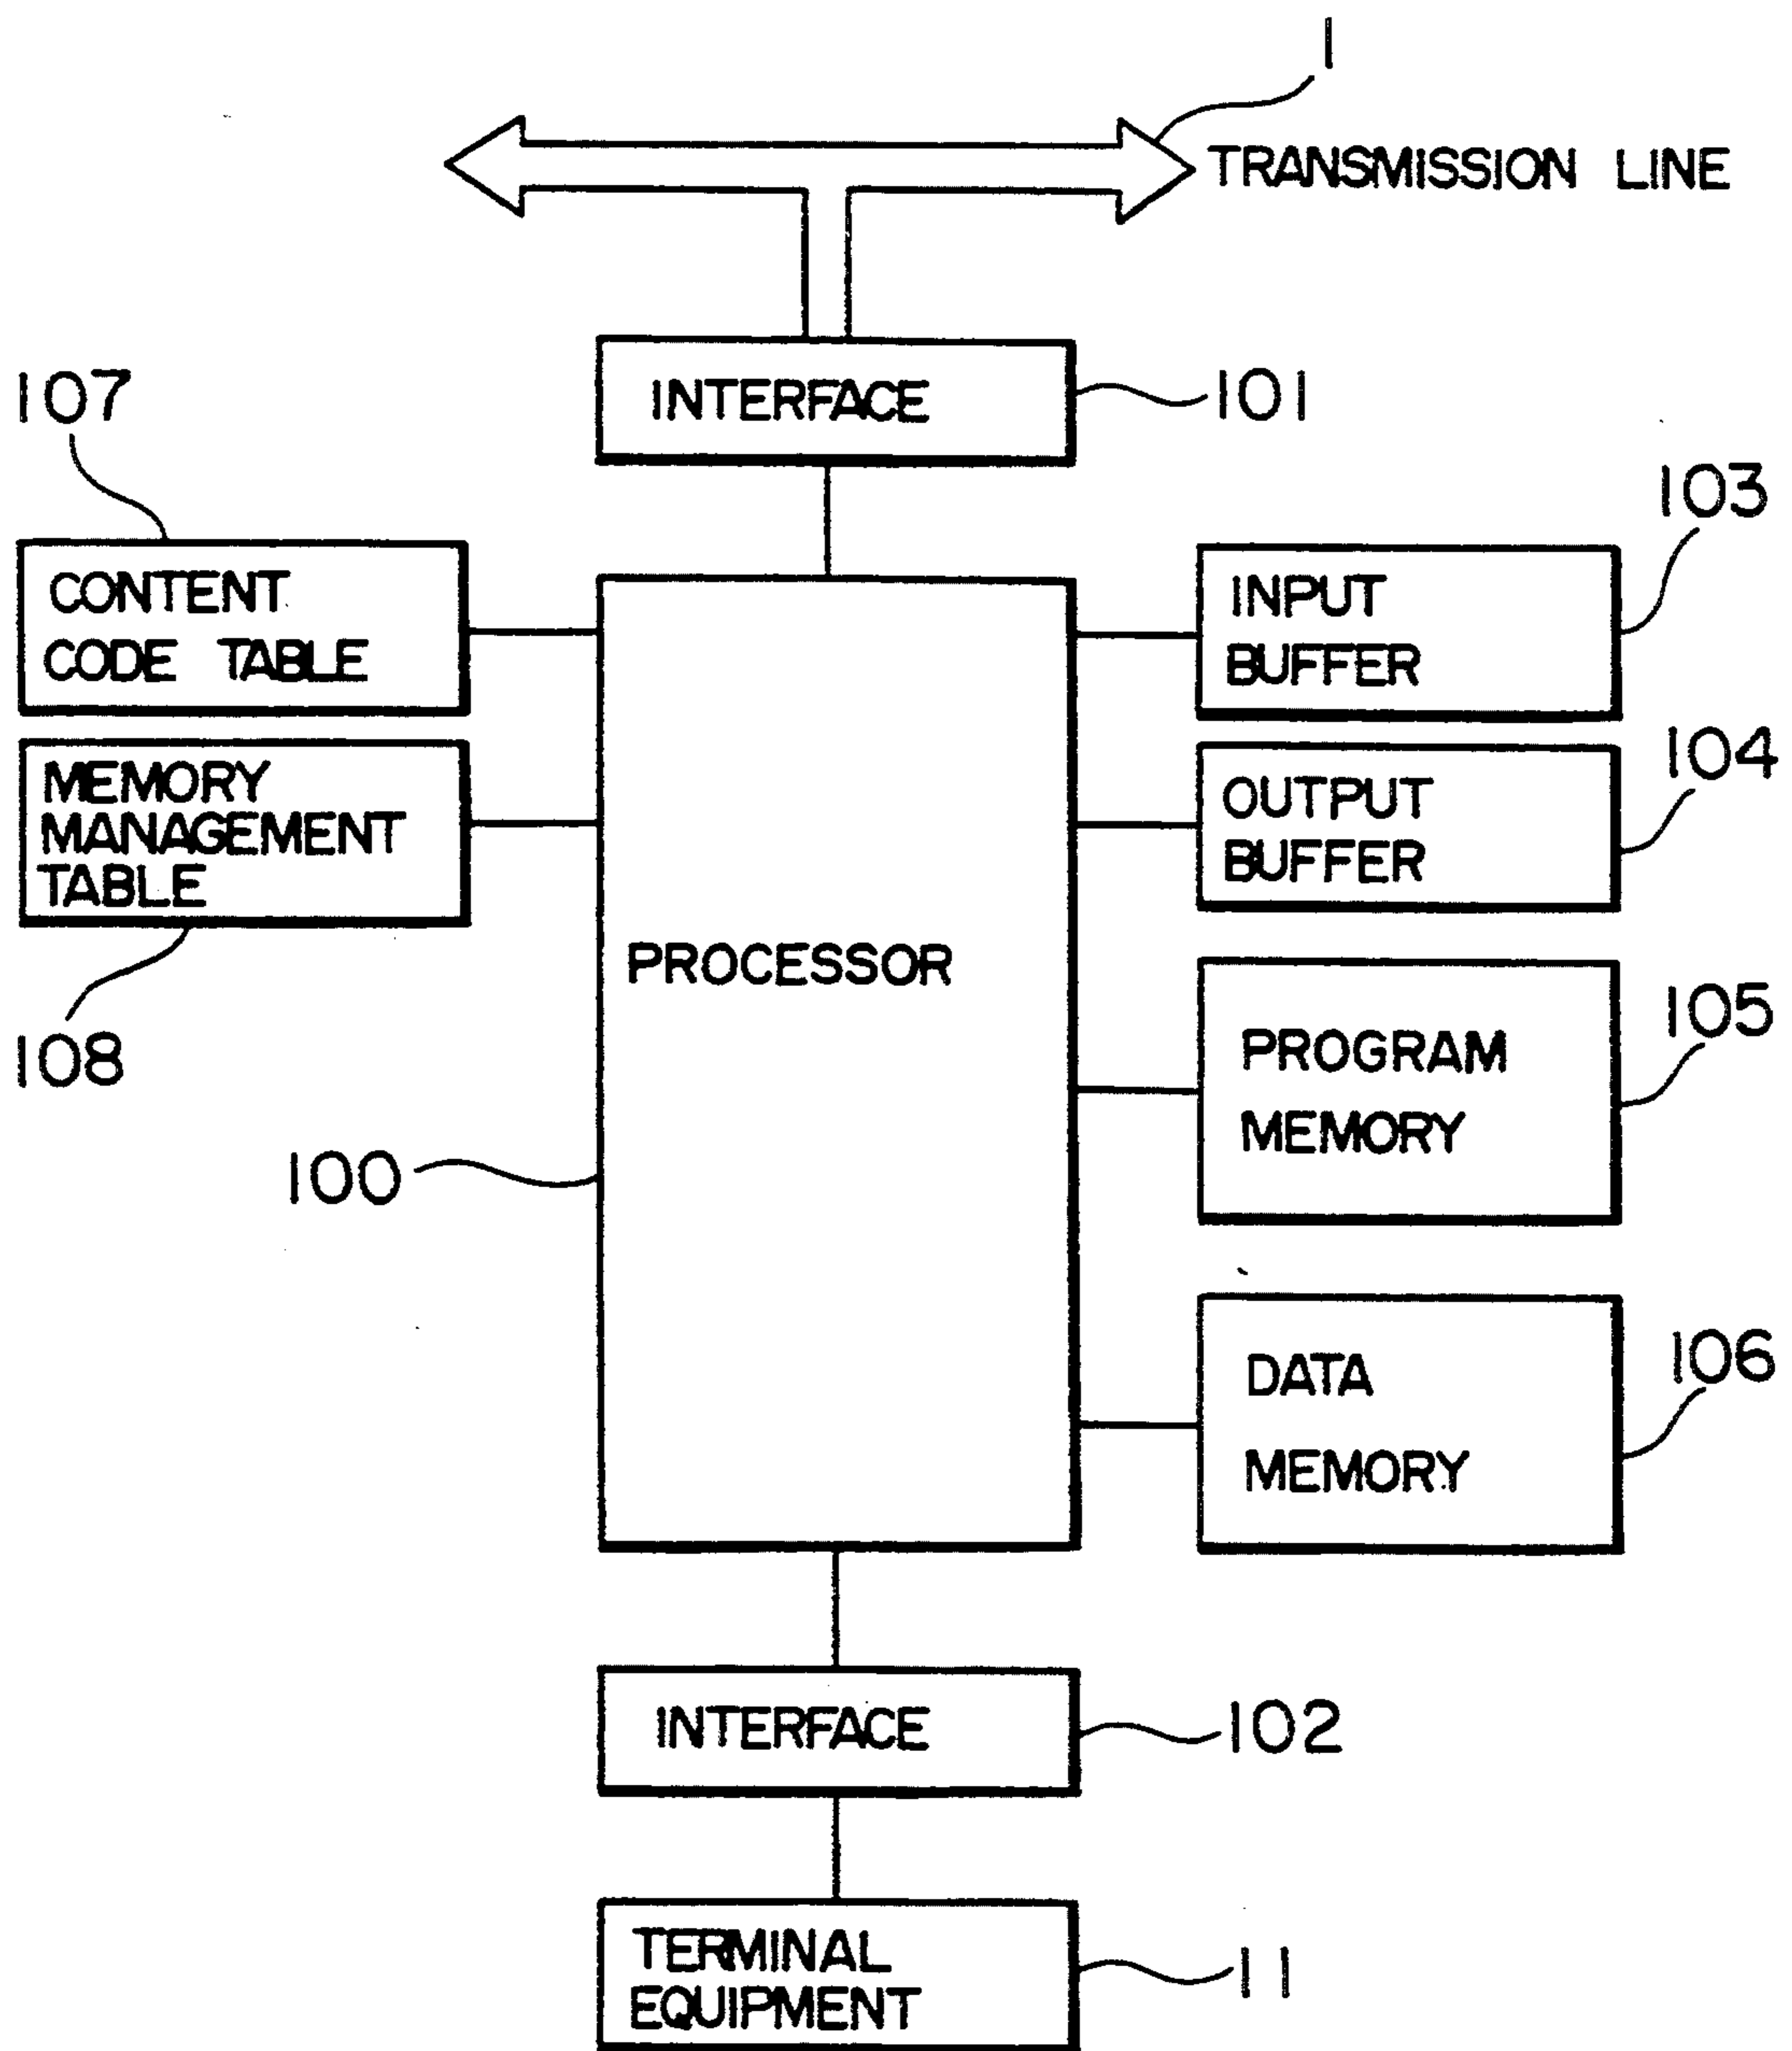 1
TRANSMISSION LINE
INTERFACE
101
107
103
CONTENT
CODE TABLE
INPUT
BUFFER
104
MEMORY
MANAGEMENT
TABLE
OUTPUT
BUFFER
108
PROCESSOR
100
105
PROGRAM
MEMORY
106
DATA
MEMORY
INTERFACE
102
TERMINAL
EQUIPMENT
11